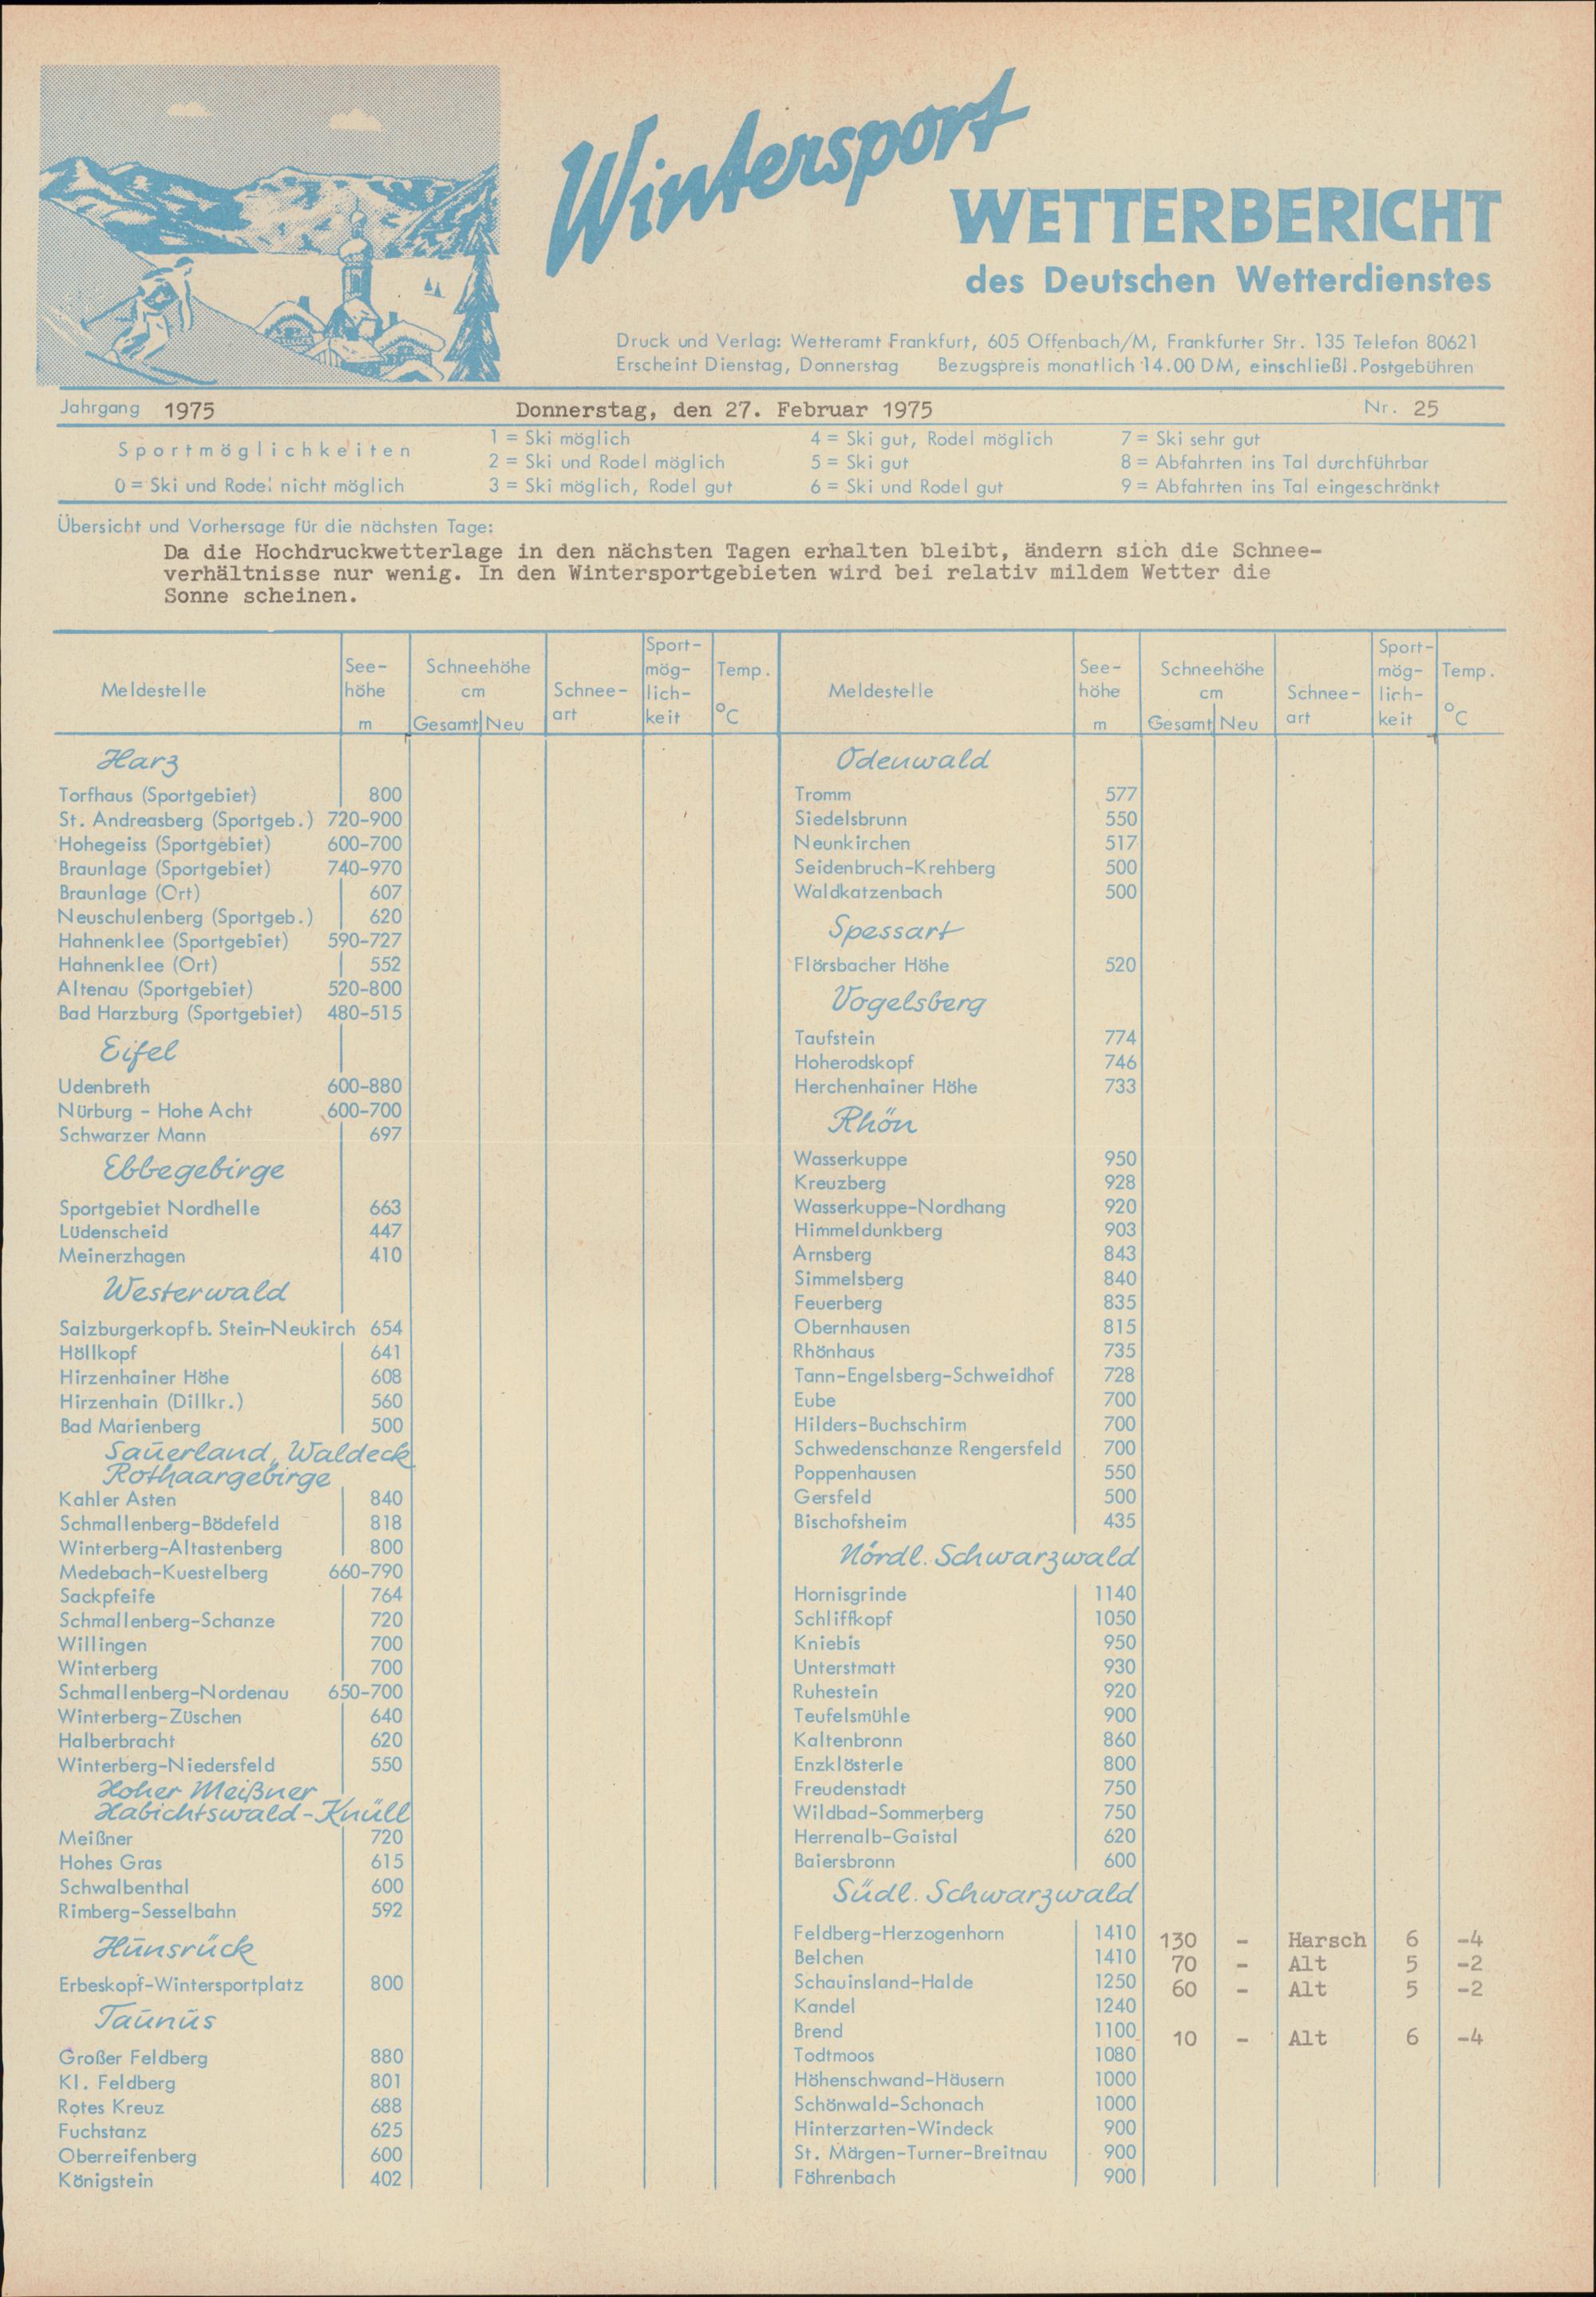 Wintersport
WETTERBERICHT
des Deutschen Wetterdienstes
Druck und Verlag: Wetteramt Frankfurt, 605 Offenbach/M, Frankfurter Str. 135 Telefon 80621
Erscheint Dienstag, Donnerstag Bezugspreis monatlich 14.00 DM, einschließl. Postgebühren
Jahrgang 1975 Donnerstag, den 27. Februar 1975 Nr. 25
Sportmöglichkeiten
0 = Ski und Rodel nicht möglich
1 = Ski möglich
2 = Ski und Rodel möglich
3 = Ski möglich, Rodel gut
4 = Ski gut, Rodel möglich
5 = Ski gut
6 = Ski und Rodel gut
7 = Ski sehr gut
8 = Abfahrten ins Tal durchführbar
9 = Abfahrten ins Tal eingeschränkt
Übersicht und Vorhersage für die nächsten Tage:
Da die Hochdruckwetterlage in den nächsten Tagen erhalten bleibt, ändern sich die Schnee-
verhältnisse nur wenig. In den Wintersportgebieten wird bei relativ mildem Wetter die
Sonne scheinen.
Meldestelle
See-
höhe
m
Schneehöhe
cm
Gesamt Neu
Schnee-
art
Sport-
mög-
lich-
keit
Temp.
°C
Harz
Torfhaus (Sportgebiet) 800
St. Andreasberg (Sportgeb.) 720-900
Hohegeiss (Sportgebiet) 600-700
Braunlage (Sportgebiet) 740-970
Braunlage (Ort) 607
Neuschulenberg (Sportgeb.) 620
Hahnenklee (Sportgebiet) 590-727
Hahnenklee (Ort) 552
Altenau (Sportgebiet) 520-800
Bad Harzburg (Sportgebiet) 480-515
Eifel
Udenbreth 600-880
Nürburg - Hohe Acht 600-700
Schwarzer Mann 697
Ebbegebirge
Sportgebiet Nordhelle 663
Lüdenscheid 447
Meinerzhagen 410
Westerwald
Salzburgerkopf b. Stein-Neukirch 654
Höllkopf 641
Hirzenhainer Höhe 608
Hirzenhain (Dillkr.) 560
Bad Marienberg 500
Sauerland, Waldeck
Rothaargebirge
Kahler Asten 840
Schmallenberg-Bödefeld 818
Winterberg-Altastenberg 800
Medebach-Kuestelberg 660-790
Sackpfeife 764
Schmallenberg-Schanze 720
Willingen 700
Winterberg 700
Schmallenberg-Nordenau 650-700
Winterberg-Züschen 640
Halberbracht 620
Winterberg-Niedersfeld 550
Hoher Meißner
Habichtswald-Knüll
Meißner 720
Hohes Gras 615
Schwalbenthal 600
Rimberg-Sesselbahn 592
Hunsrück
Erbeskopf-Wintersportplatz 800
Taunus
Großer Feldberg 880
Kl. Feldberg 801
Rotes Kreuz 688
Fuchstanz 625
Oberreifenberg 600
Königstein 402
Meldestelle
See-
höhe
m
Schneehöhe
cm
Gesamt Neu
Schnee-
art
Sport-
mög-
lich-
keit
Temp.
°C
Odenwald
Tromm 577
Siedelsbrunn 550
Neunkirchen 517
Seidenbruch-Krehberg 500
Waldkatzenbach 500
Spessart
Flörsbacher Höhe 520
Vogelsberg
Taufstein 774
Hoherodskopf 746
Herchenhainer Höhe 733
Rhön
Wasserkuppe 950
Kreuzberg 928
Wasserkuppe-Nordhang 920
Himmeldunkberg 903
Arnsberg 843
Simmelsberg 840
Feuerberg 835
Obernhausen 815
Rhönhaus 735
Tann-Engelsberg-Schweidhof 728
Eube 700
Hilders-Buchschirm 700
Schwedenschanze Rengersfeld 700
Poppenhausen 550
Gersfeld 500
Bischofsheim 435
Nördl. Schwarzwald
Hornisgrinde 1140
Schliffkopf 1050
Kniebis 950
Unterstmatt 930
Ruhestein 920
Teufelsmühle 900
Kaltenbronn 860
Enzklösterle 800
Freudenstadt 750
Wildbad-Sommerberg 750
Herrenalb-Gaistal 620
Baiersbronn 600
Südl. Schwarzwald
Feldberg-Herzogenhorn 1410 130 - Harsch 6 -4
Belchen 1410 70 - Alt 5 -2
Schauinsland-Halde 1250 60 - Alt 5 -2
Kandel 1240
Brend 1100 10 - Alt 6 -4
Todtmoos 1080
Höhenschwand-Häusern 1000
Schönwald-Schonach 1000
Hinterzarten-Windeck 900
St. Märgen-Turner-Breitnau 900
Föhrenbach 900